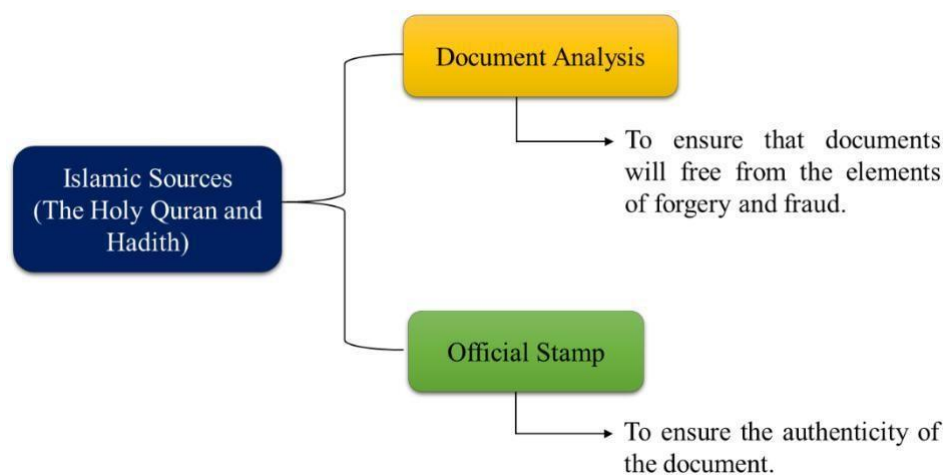 Document Analysis
To ensure that documents
will free from the elements
of forgery and fraud.
Islamic Sources
(The Holy Quran and
Hadith)
Official Stamp
To ensure the authenticity of
the document.